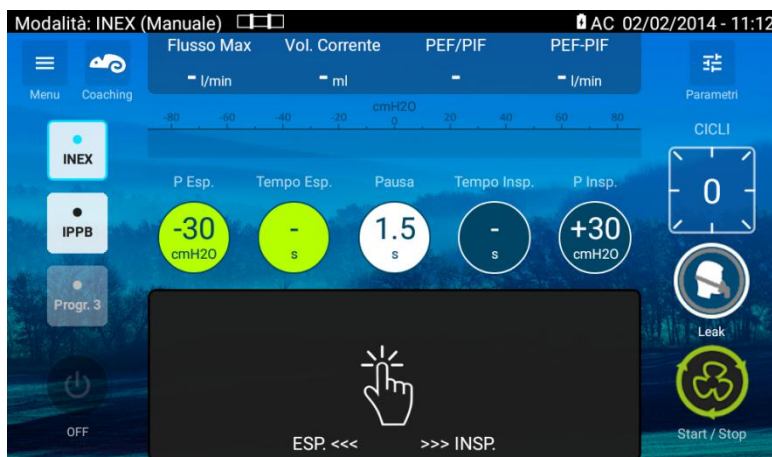 Modalità: INEX (Manuale) AC 02/02/2014 - 11:12
Menu
Coaching
Flusso Max Vol. Corrente PEF/PIF PEF-PIF
- l/min - ml - - l/min
Parametri
cmH2O
-80 -60 -40 -20 0 20 40 60 80
INEX
IPPB
Progr. 3
OFF
P Esp. Tempo Esp. Pausa Tempo Insp. P Insp.
-30 - 1.5 - +30
cmH2O s s s cmH2O
ESP. <<< >>> INSP.
CICLI
0
Leak
Start / Stop